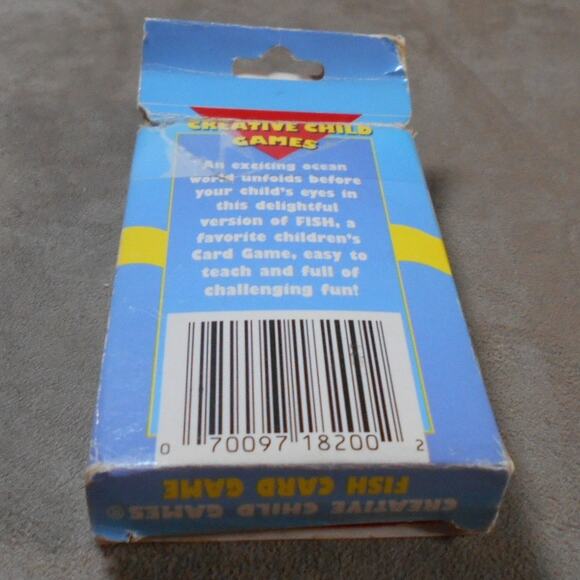 CREATIVE CHILD
GAMES
An exciting ocean
world unfolds before
your child's eyes in
this delightful
version of FISH, a
favorite children's
Card Game, easy to
teach and full of
challenging fun!
0 70097 18200 2
CREATIVE CHILD GAMES®
FISH CARD GAME